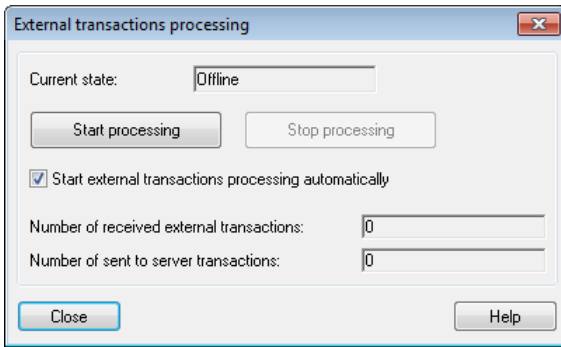 External transactions processing
Current state: Offline
Start processing Stop processing
Start external transactions processing automatically
Number of received external transactions: 0
Number of sent to server transactions: 0
Close Help